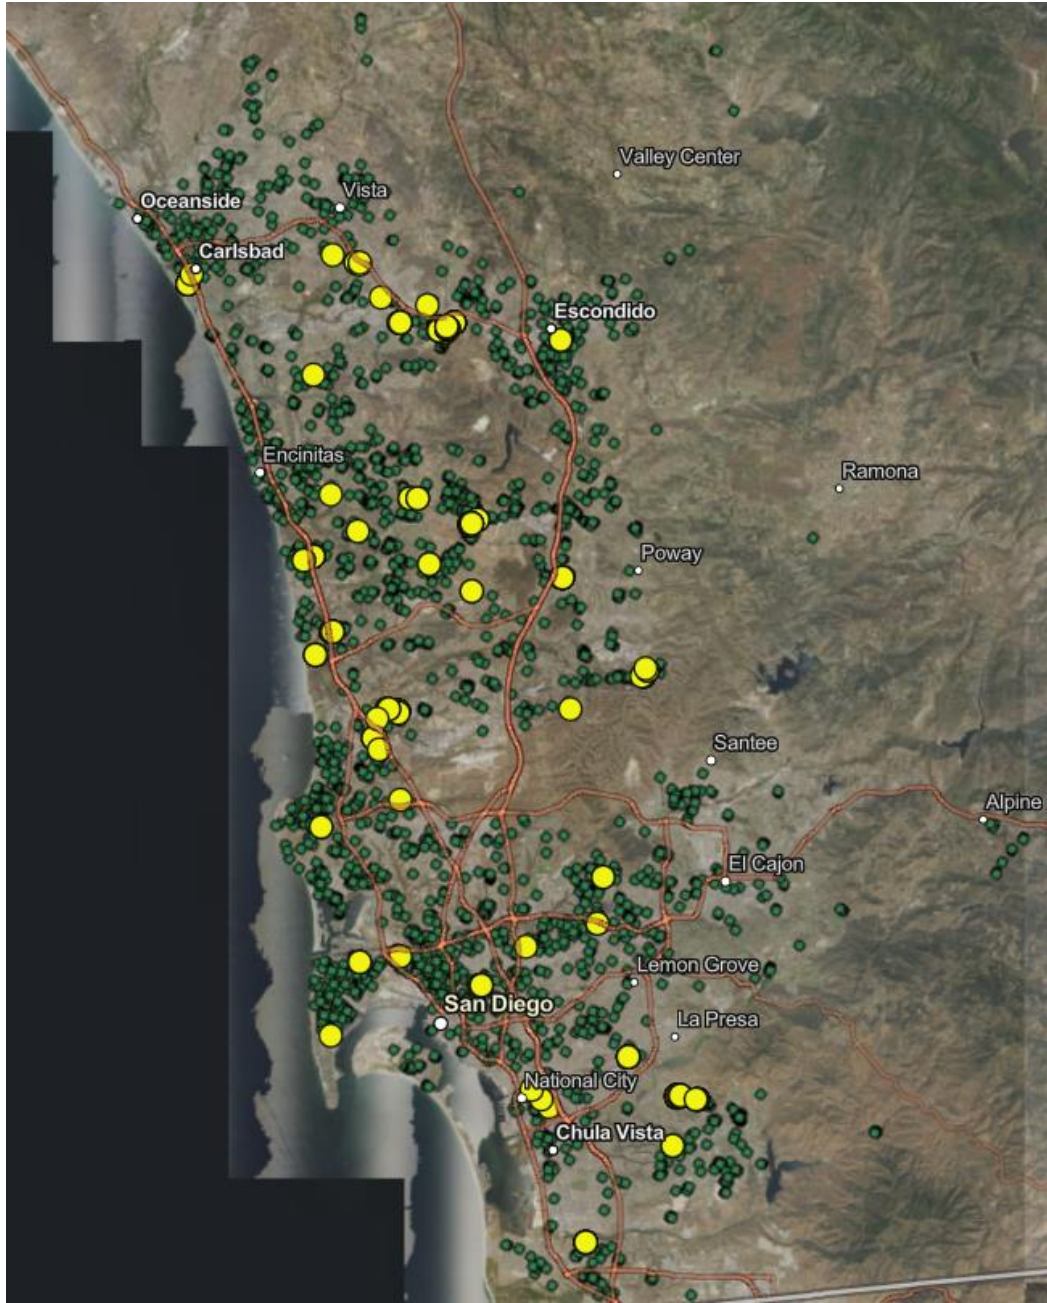 Valley Center
Vista
Oceanside
Carlsbad
Escondido
Encinitas
Ramona
Poway
Santee
Alpine
El Cajon
Lemon Grove
San Diego
La Presa
National City
Chula Vista